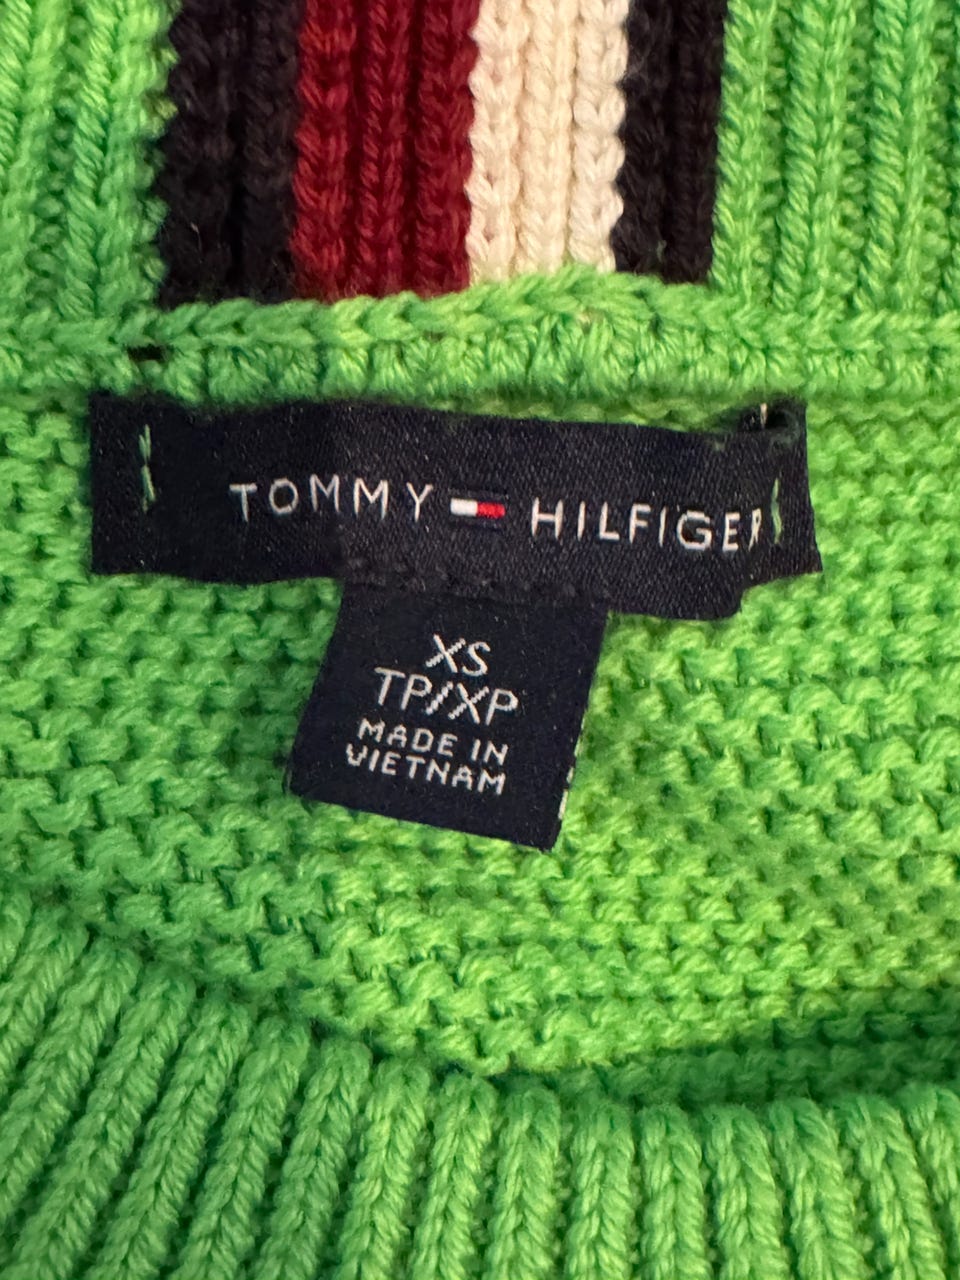 TOMMY HILFIGER
XS
TP/XP
MADE IN
VIETNAM